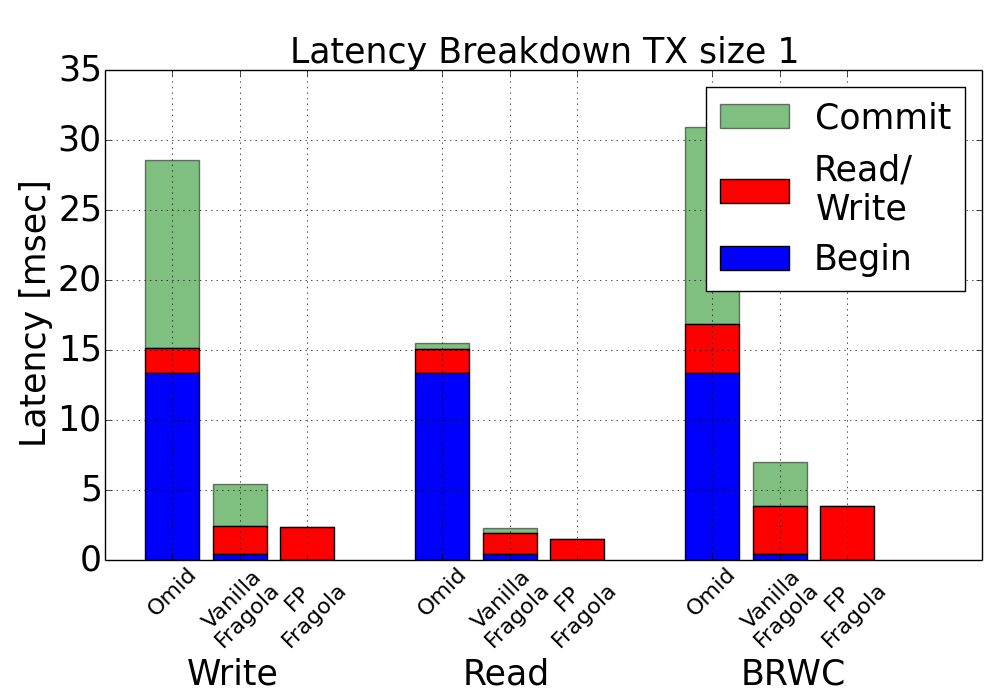 Latency Breakdown TX size 1
35
30
25
20
15
10
5
0
Latency [msec]
Commit
Read/
Write
Begin
Omid
Vanilla
Fragola
FP
Fragola
Omid
Vanilla
Fragola
FP
Fragola
Omid
Vanilla
Fragola
FP
Fragola
Write
Read
BRWC